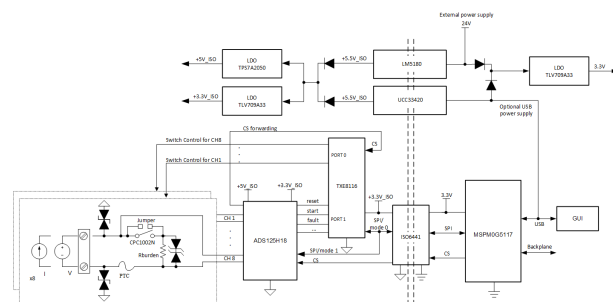 External power supply
24V
+5V_ISO
LDO
TPS7A2050
+5.5V_ISO
LM5180
LDO
TLV709A33
3.3V
+3.3V_ISO
LDO
TLV709A33
+5.5V_ISO
UCC33420
Optional USB
power supply
CS forwarding
Switch Control for CH8
PORT 0
CS
Switch Control for CH1
TXE8116
+5V_ISO
+3.3V_ISO
reset
start
fault
...
PORT 1
+3.3V_ISO
3.3V
SPI/
mode 0
CH 1
ADS125H18
ISO6441
SPI
MSPM0G5117
USB
GUI
Jumper
CPC1002N
Rburden
SPI/mode 1
CS
CS
Backplane
CH 8
x8
I
V
PTC